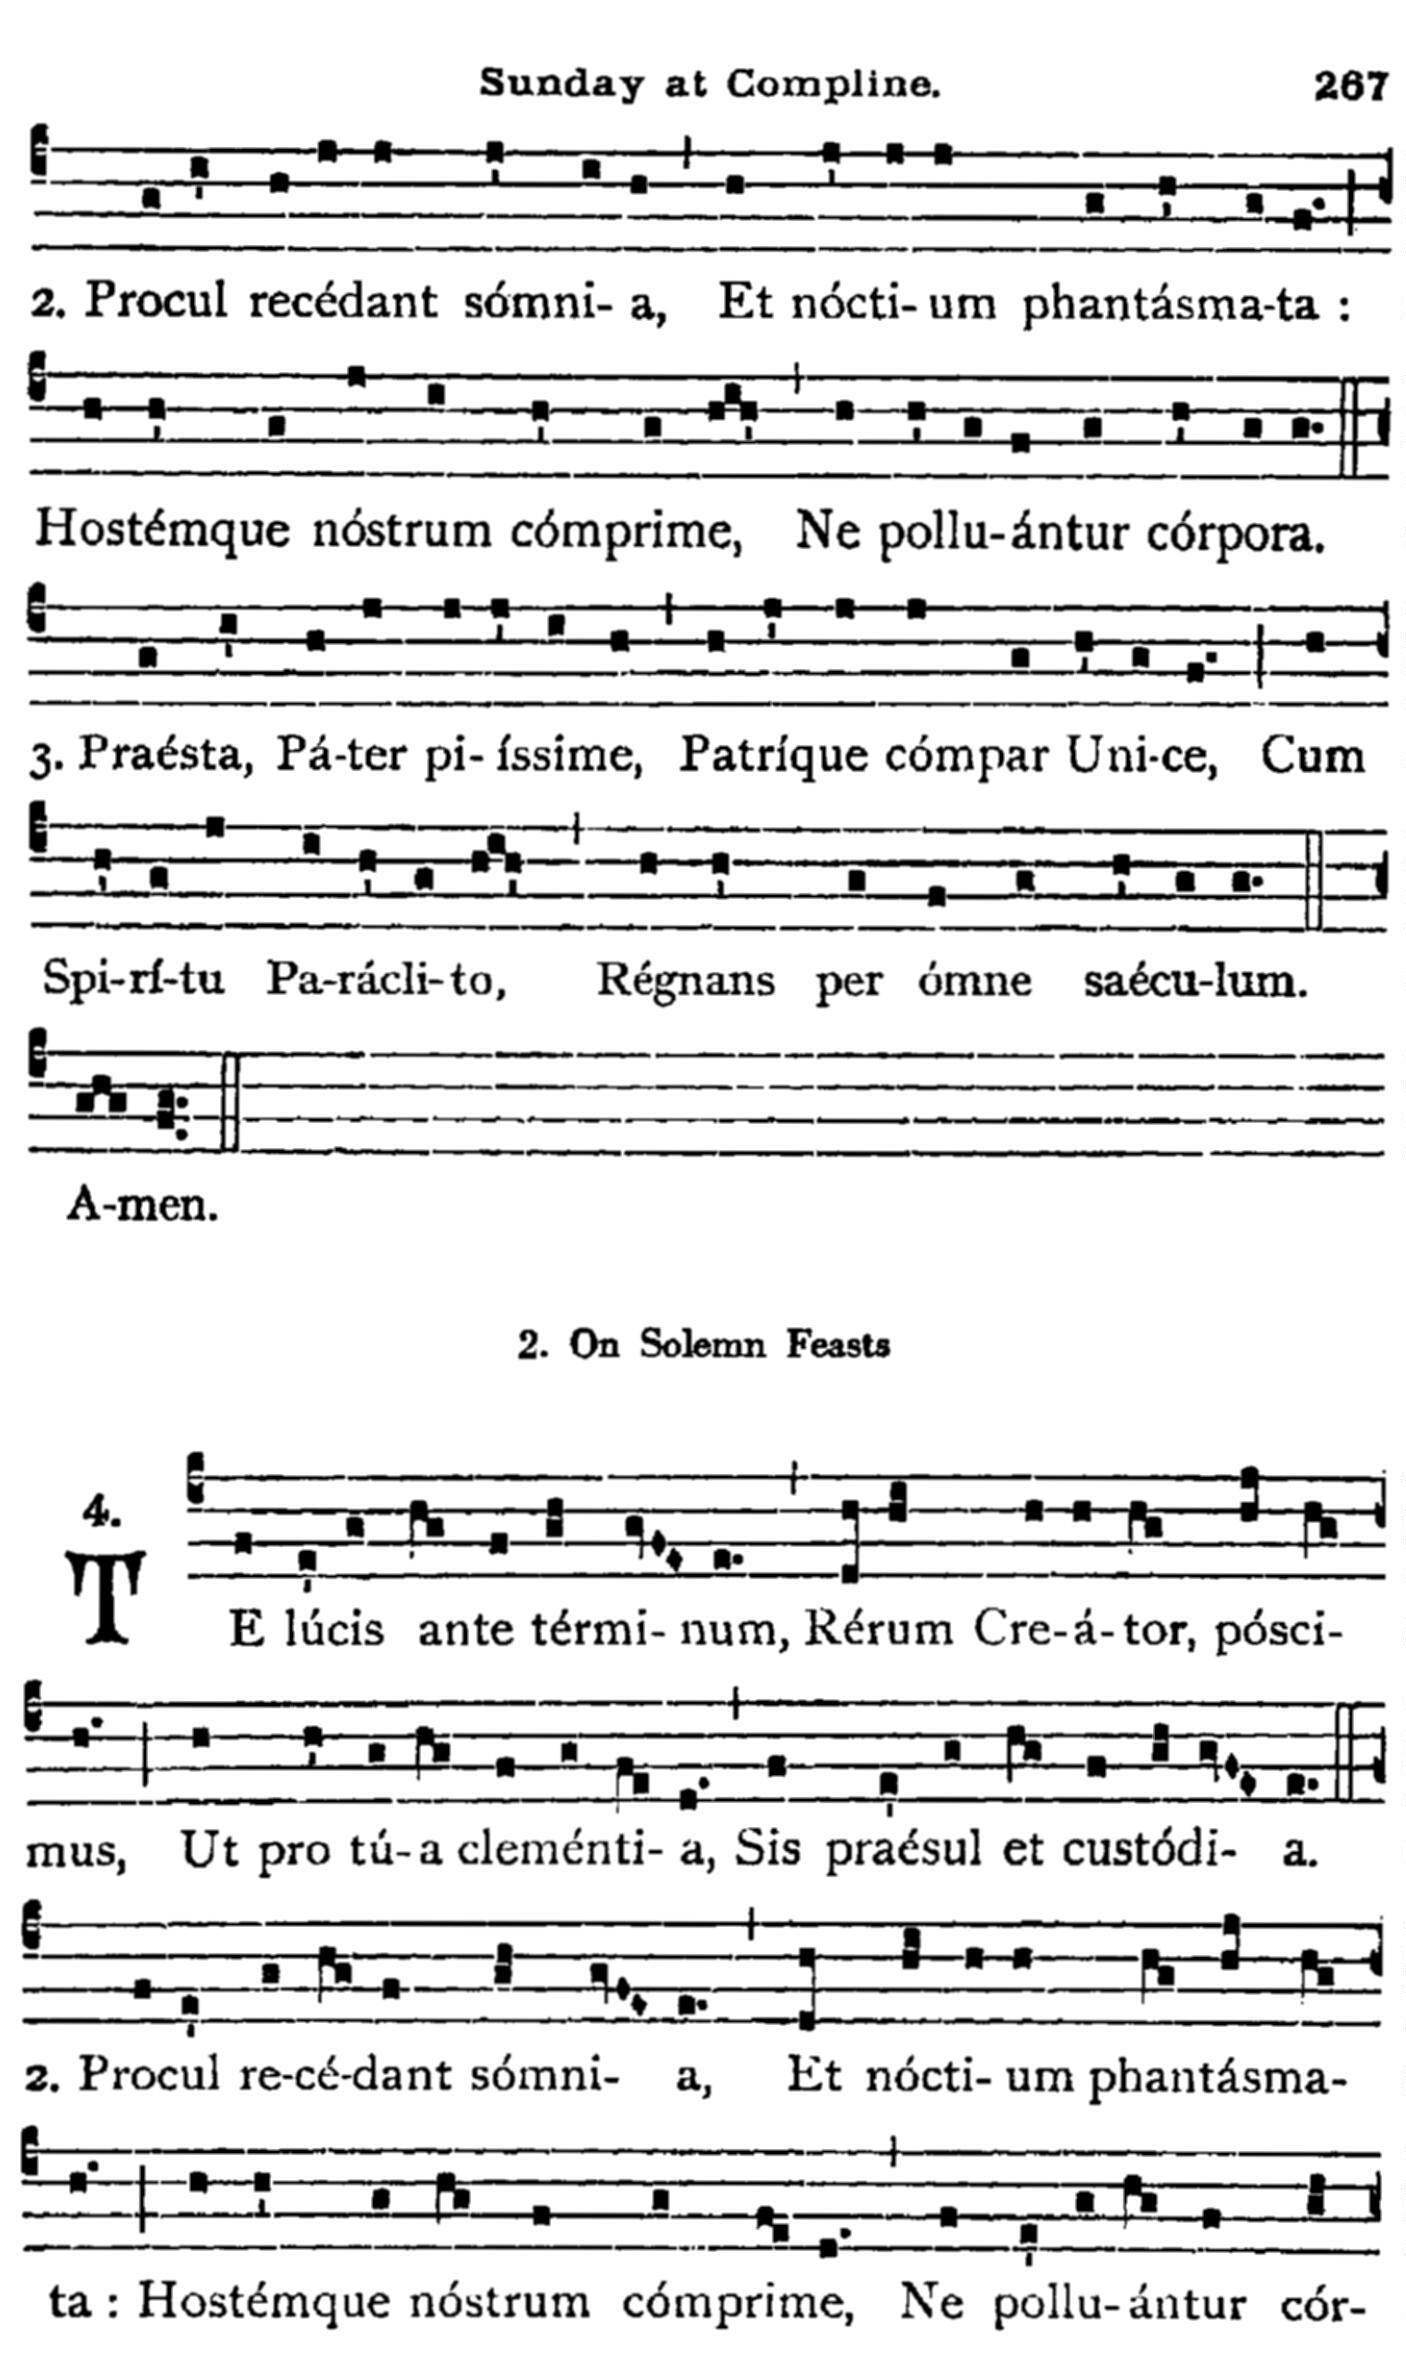 Sunday at Compline. 267
2. Procul recédant sómni- a, Et nócti- um phantásma-ta :
Hostémque nóstrum cómprime, Ne pollu-ántur córpora.
3. Praésta, Pá-ter pi- íssime, Patríque cómpar Uni-ce, Cum
Spi-rí-tu Pa-rácli-to, Régnans per ómne saécu-lum.
A-men.
2. On Solemn Feasts
4.
TE lúcis ante térmi- num, Rérum Cre-á-tor, pósci-
mus, Ut pro tú-a cleménti- a, Sis praésul et custódi- a.
2. Procul re-cé-dant sómni- a, Et nócti- um phantásma-
ta : Hostémque nóstrum cómprime, Ne pollu-ántur cór-